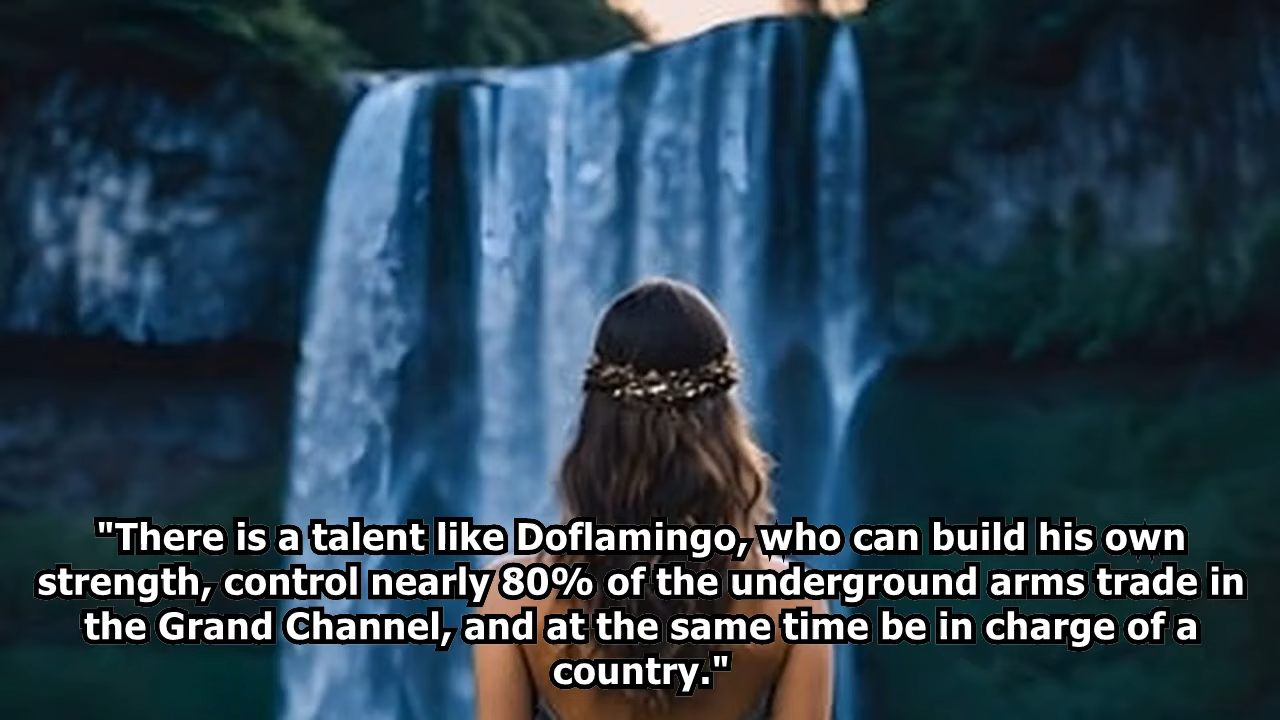 "There is a talent like Doflamingo, who can build his own
strength, control nearly 80% of the underground arms trade in
the Grand Channel, and at the same time be in charge of a
country."